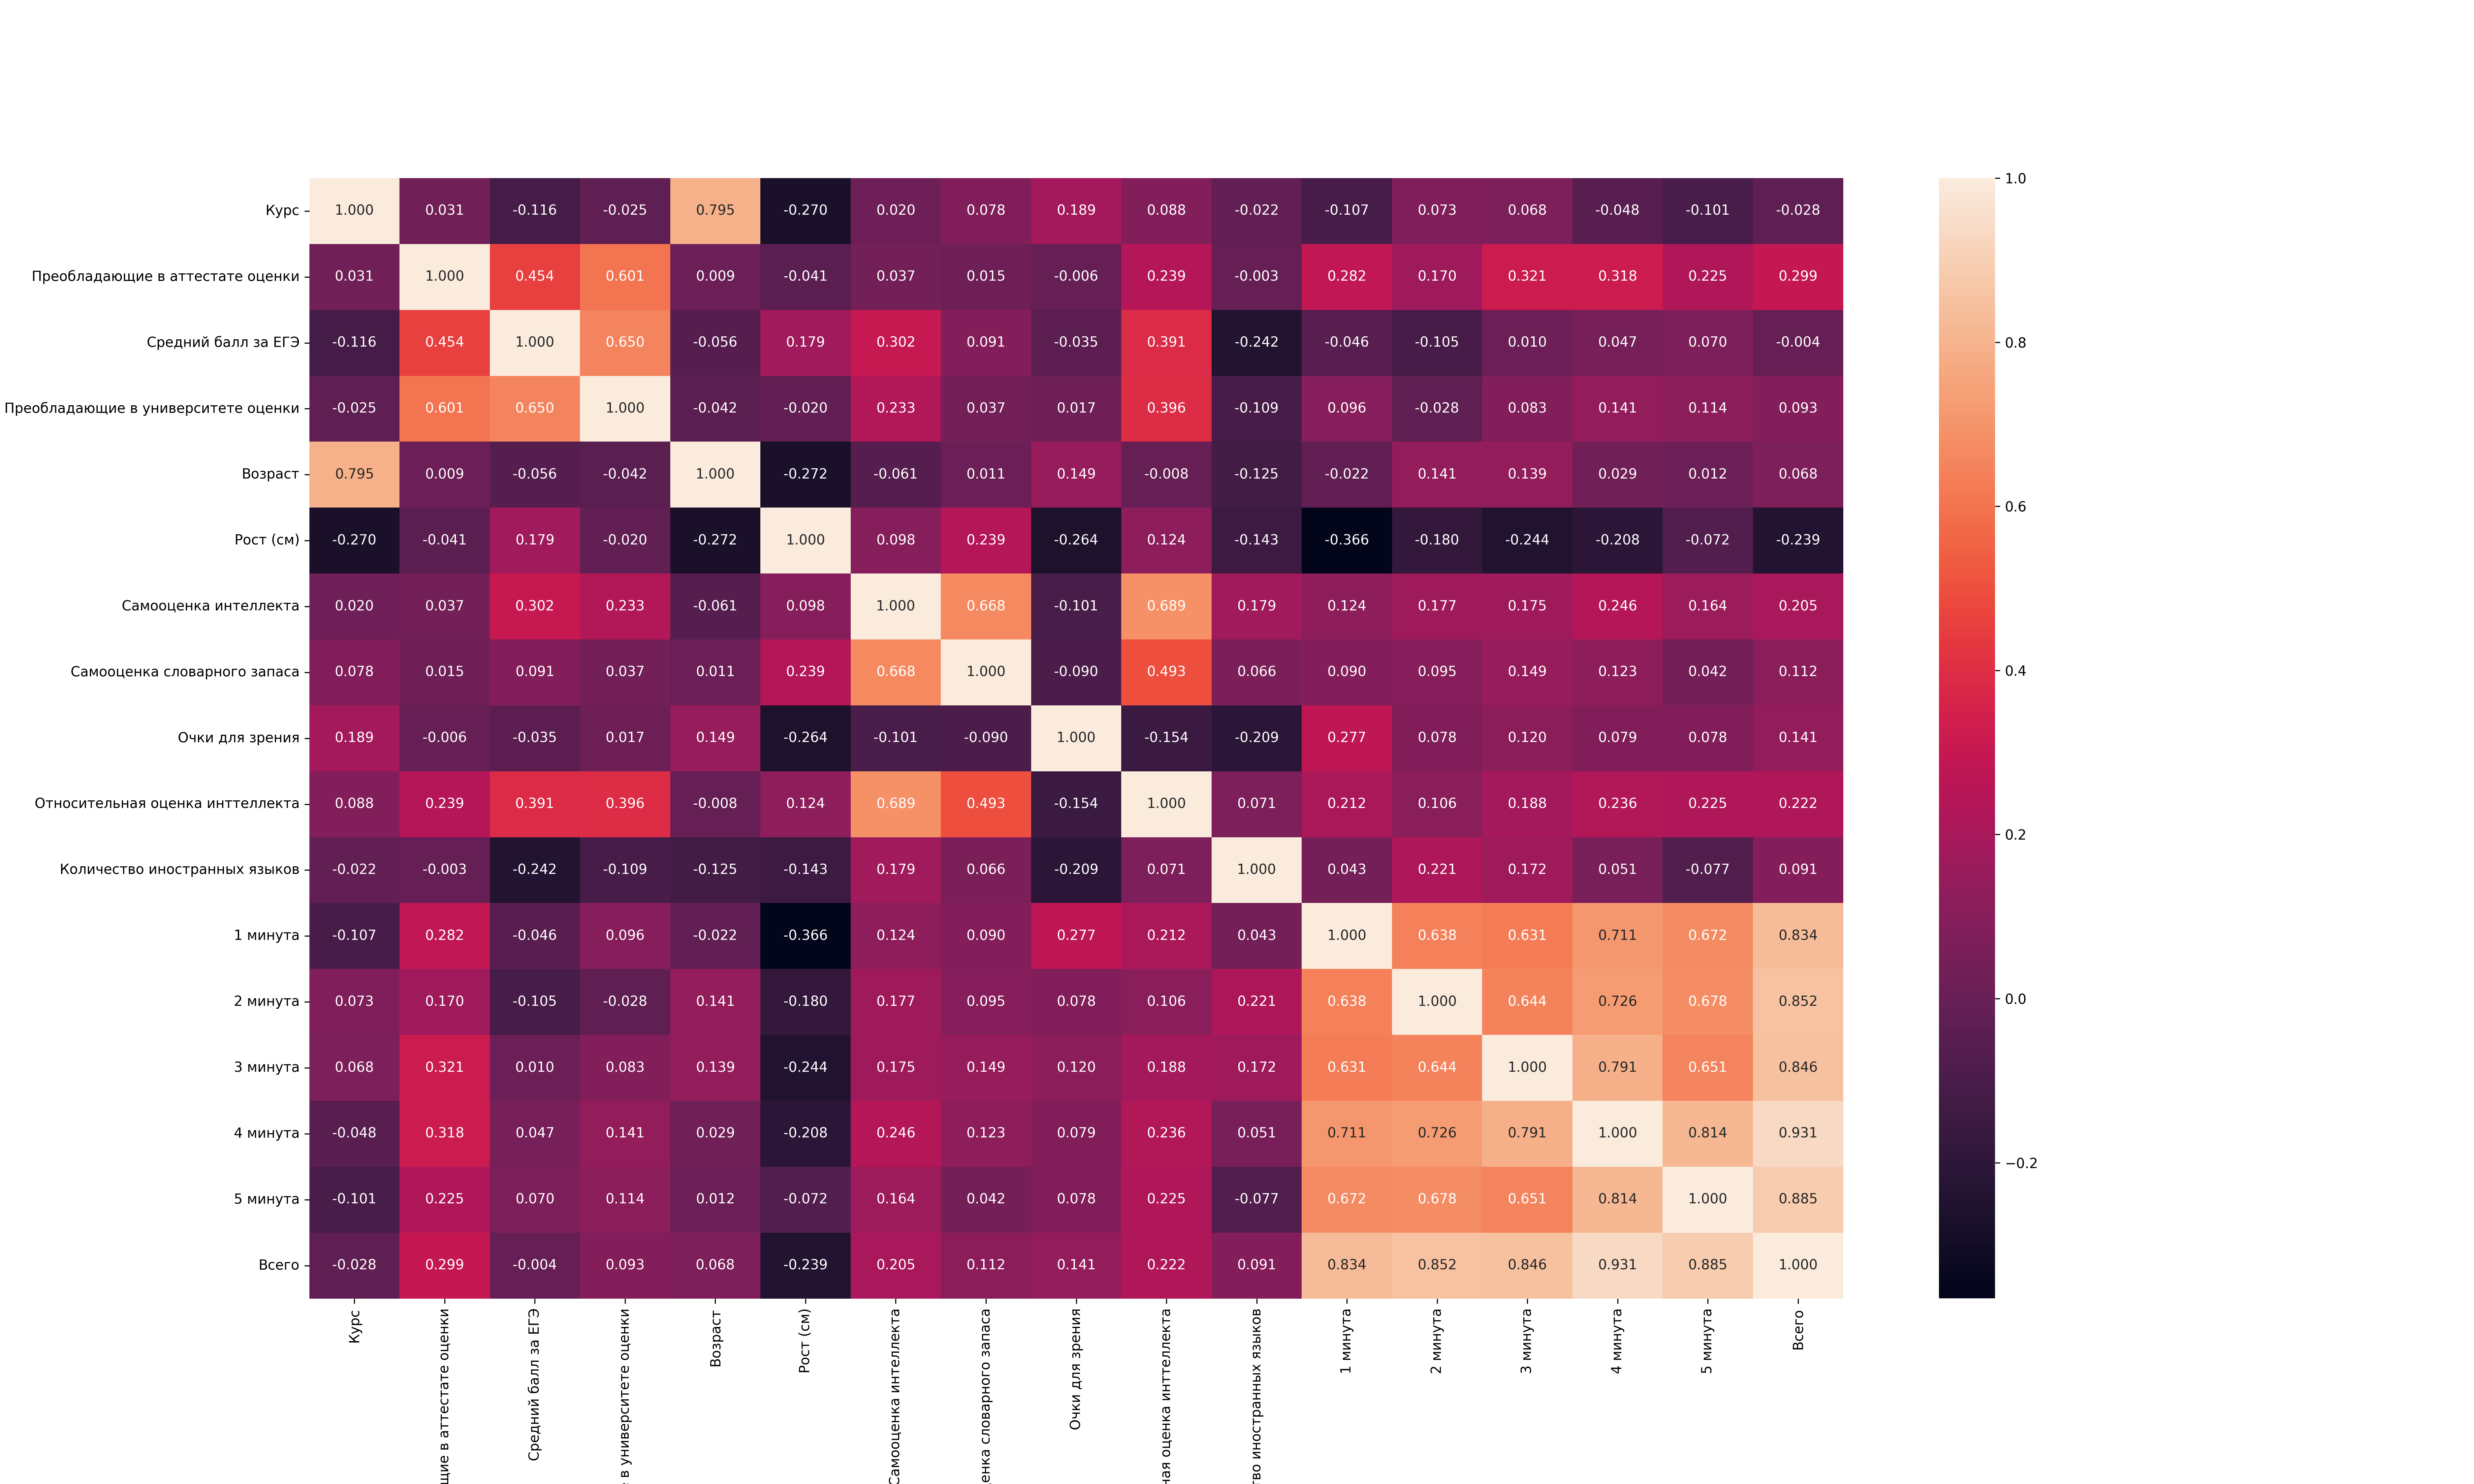 Курс 1.000 0.031 -0.116 -0.025 0.795 -0.270 0.020 0.078 0.189 0.088 -0.022 -0.107 0.073 0.068 -0.048 -0.101 -0.028
Преобладающие в аттестате оценки 0.031 1.000 0.454 0.601 0.009 -0.041 0.037 0.015 -0.006 0.239 -0.003 0.282 0.170 0.321 0.318 0.225 0.299
Средний балл за ЕГЭ -0.116 0.454 1.000 0.650 -0.056 0.179 0.302 0.091 -0.035 0.391 -0.242 -0.046 -0.105 0.010 0.047 0.070 -0.004
Преобладающие в университете оценки -0.025 0.601 0.650 1.000 -0.042 -0.020 0.233 0.037 0.017 0.396 -0.109 0.096 -0.028 0.083 0.141 0.114 0.093
Возраст 0.795 0.009 -0.056 -0.042 1.000 -0.272 -0.061 0.011 0.149 -0.008 -0.125 -0.022 0.141 0.139 0.029 0.012 0.068
Рост (см) -0.270 -0.041 0.179 -0.020 -0.272 1.000 0.098 0.239 -0.264 0.124 -0.143 -0.366 -0.180 -0.244 -0.208 -0.072 -0.239
Самооценка интеллекта 0.020 0.037 0.302 0.233 -0.061 0.098 1.000 0.668 -0.101 0.689 0.179 0.124 0.177 0.175 0.246 0.164 0.205
Самооценка словарного запаса 0.078 0.015 0.091 0.037 0.011 0.239 0.668 1.000 -0.090 0.493 0.066 0.090 0.095 0.149 0.123 0.042 0.112
Очки для зрения 0.189 -0.006 -0.035 0.017 0.149 -0.264 -0.101 -0.090 1.000 -0.154 -0.209 0.277 0.078 0.120 0.079 0.078 0.141
Относительная оценка инттеллекта 0.088 0.239 0.391 0.396 -0.008 0.124 0.689 0.493 -0.154 1.000 0.071 0.212 0.106 0.188 0.236 0.225 0.222
Количество иностранных языков -0.022 -0.003 -0.242 -0.109 -0.125 -0.143 0.179 0.066 -0.209 0.071 1.000 0.043 0.221 0.172 0.051 -0.077 0.091
1 минута -0.107 0.282 -0.046 0.096 -0.022 -0.366 0.124 0.090 0.277 0.212 0.043 1.000 0.638 0.631 0.711 0.672 0.834
2 минута 0.073 0.170 -0.105 -0.028 0.141 -0.180 0.177 0.095 0.078 0.106 0.221 0.638 1.000 0.644 0.726 0.678 0.852
3 минута 0.068 0.321 0.010 0.083 0.139 -0.244 0.175 0.149 0.120 0.188 0.172 0.631 0.644 1.000 0.791 0.651 0.846
4 минута -0.048 0.318 0.047 0.141 0.029 -0.208 0.246 0.123 0.079 0.236 0.051 0.711 0.726 0.791 1.000 0.814 0.931
5 минута -0.101 0.225 0.070 0.114 0.012 -0.072 0.164 0.042 0.078 0.225 -0.077 0.672 0.678 0.651 0.814 1.000 0.885
Всего -0.028 0.299 -0.004 0.093 0.068 -0.239 0.205 0.112 0.141 0.222 0.091 0.834 0.852 0.846 0.931 0.885 1.000
Курс
в аттестате оценки
Средний балл за ЕГЭ
в университете оценки
Возраст
Рост (см)
Самооценка интеллекта
словарного запаса
Очки для зрения
оценка инттеллекта
иностранных языков
1 минута
2 минута
3 минута
4 минута
5 минута
Всего
1.0
0.8
0.6
0.4
0.2
0.0
−0.2